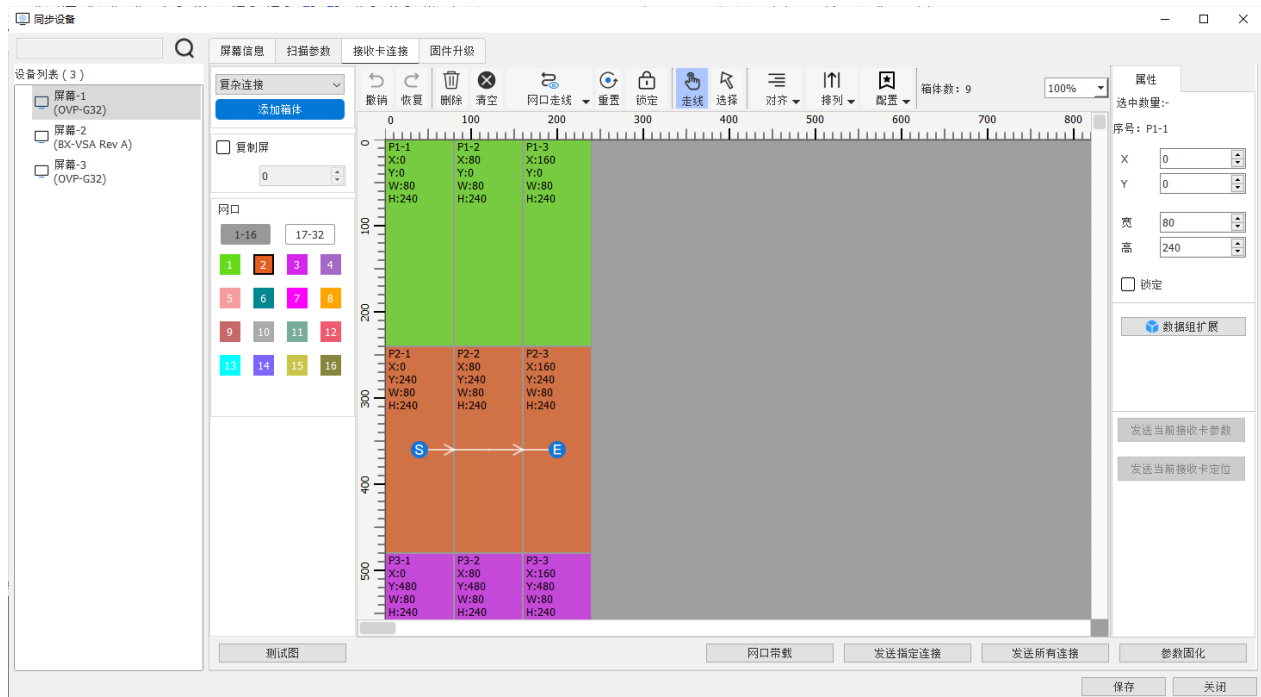 同步设备
屏幕信息 扫描参数 接收卡连接 固件升级
设备列表 ( 3 )
屏幕-1
(OVP-G32)
屏幕-2
(BX-VSA Rev A)
屏幕-3
(OVP-G32)
复杂连接
添加箱体
复制屏
0
网口
1-16 17-32
1 2 3 4
5 6 7 8
9 10 11 12
13 14 15 16
撤销 恢复 删除 清空 网口走线 重置 锁定 走线 选择 对齐 排列 配置 箱体数: 9 100%
0 100 200 300 400 500 600 700 800
0 100 200 300 400 500
P1-1 P1-2 P1-3
X:0 X:80 X:160
Y:0 Y:0 Y:0
W:80 W:80 W:80
H:240 H:240 H:240
P2-1 P2-2 P2-3
X:0 X:80 X:160
Y:240 Y:240 Y:240
W:80 W:80 W:80
H:240 H:240 H:240
S E
P3-1 P3-2 P3-3
X:0 X:80 X:160
Y:480 Y:480 Y:480
W:80 W:80 W:80
H:240 H:240 H:240
属性
选中数量:-
序号: P1-1
X 0
Y 0
宽 80
高 240
锁定
数据组扩展
发送当前接收卡参数
发送当前接收卡定位
测试图 网口带载 发送指定连接 发送所有连接 参数固化
保存 关闭